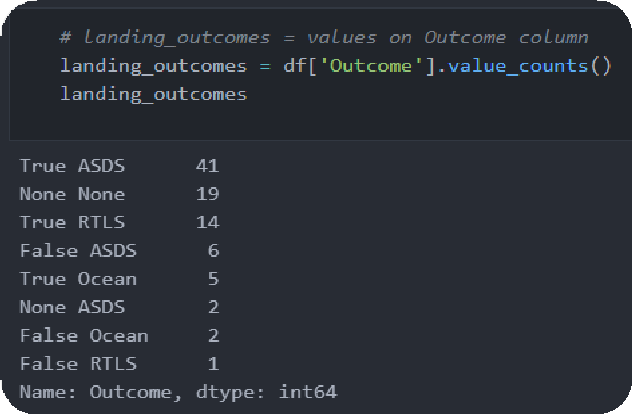 # landing_outcomes = values on Outcome column
landing_outcomes = df['Outcome'].value_counts()
landing_outcomes
True ASDS      41
None None      19
True RTLS      14
False ASDS      6
True Ocean      5
None ASDS       2
False Ocean     2
False RTLS      1
Name: Outcome, dtype: int64